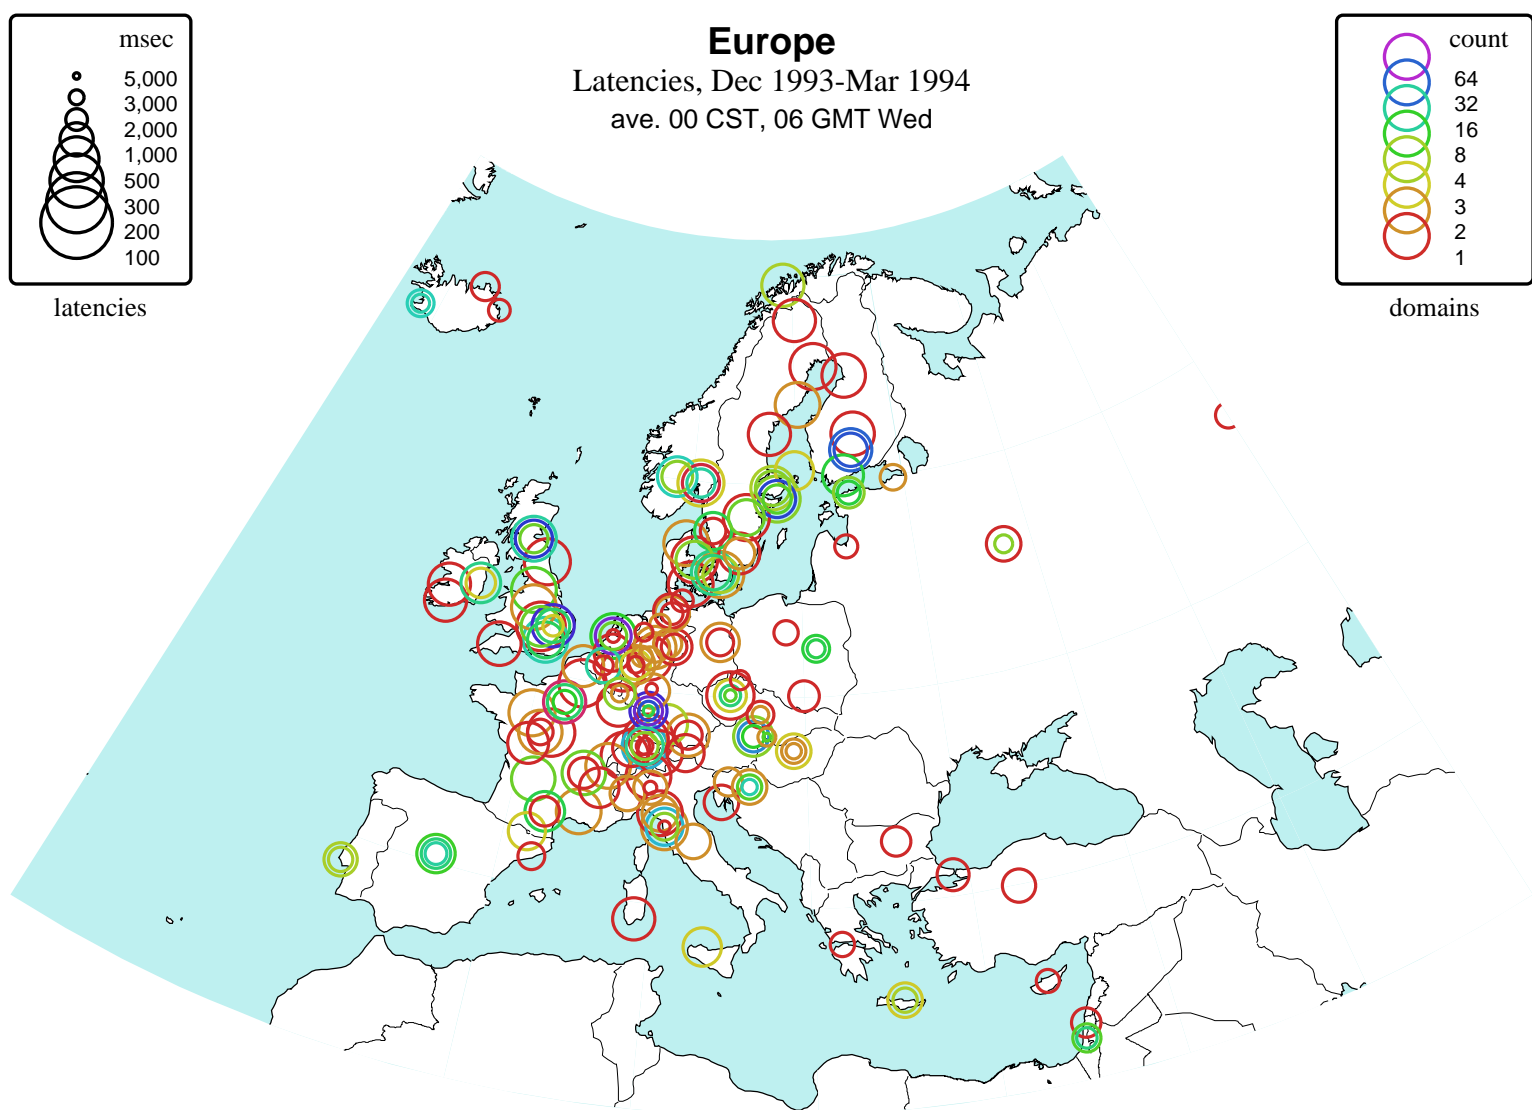 Europe
Latencies, Dec 1993-Mar 1994
ave. 00 CST, 06 GMT Wed
msec
5,000
3,000
2,000
1,000
500
300
200
100
latencies
count
64
32
16
8
4
3
2
1
domains